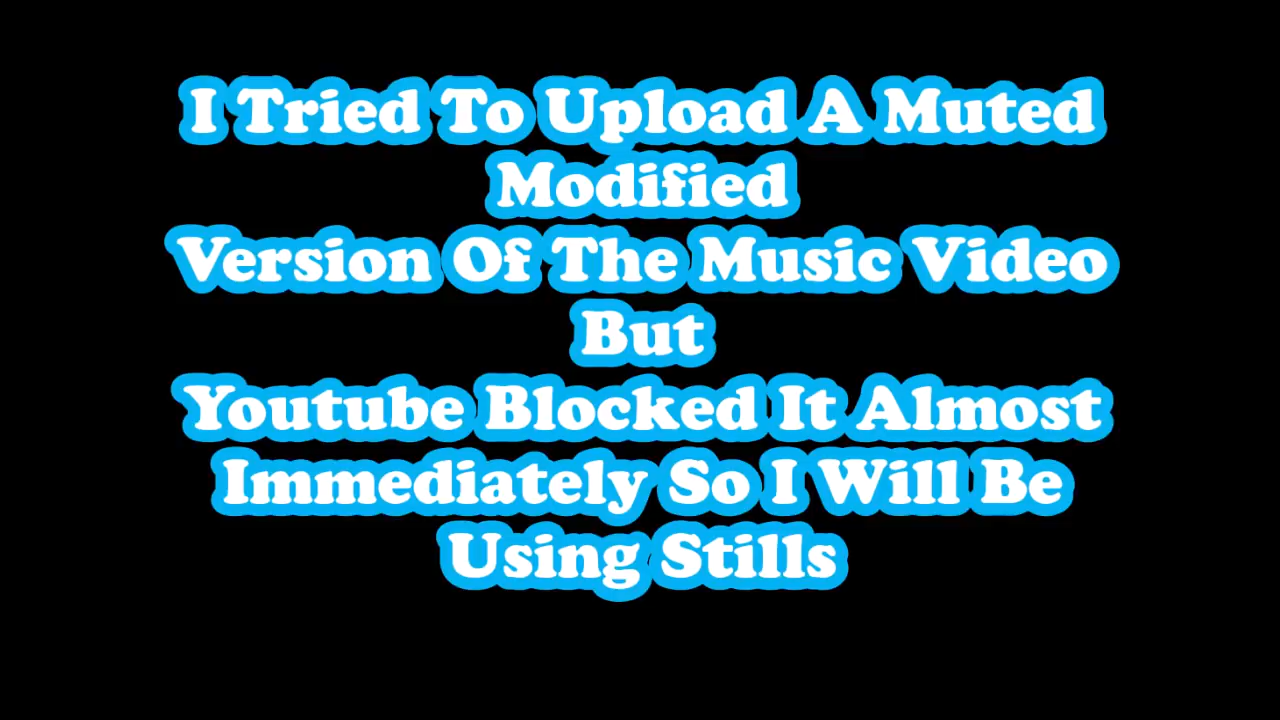 I Tried To Upload A Muted
Modified
Version Of The Music Video
But
Youtube Blocked It Almost
Immediately So I Will Be
Using Stills